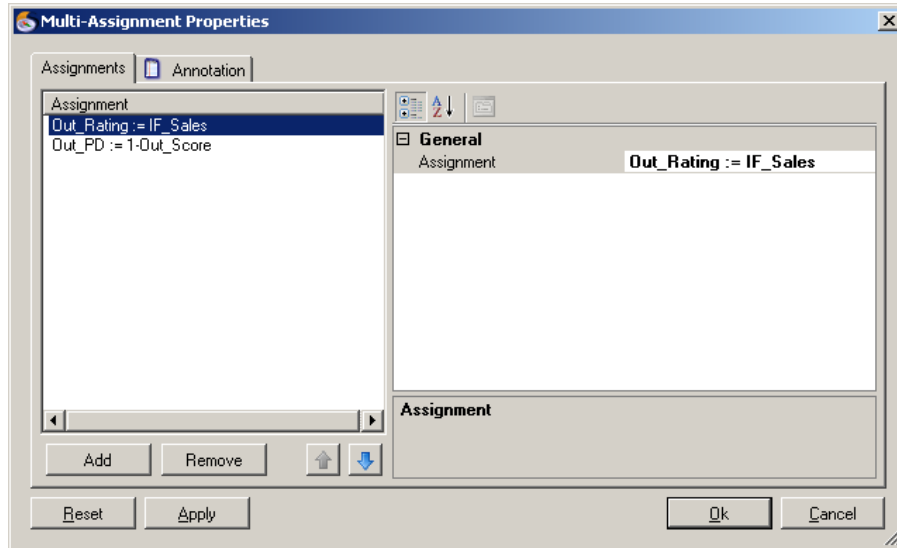 Multi-Assignment Properties
Assignments
Annotation
Assignment
Out_Rating := IF_Sales
Out_PD := 1-Out_Score
General
Assignment Out_Rating := IF_Sales
Assignment
Add Remove
Reset Apply Ok Cancel